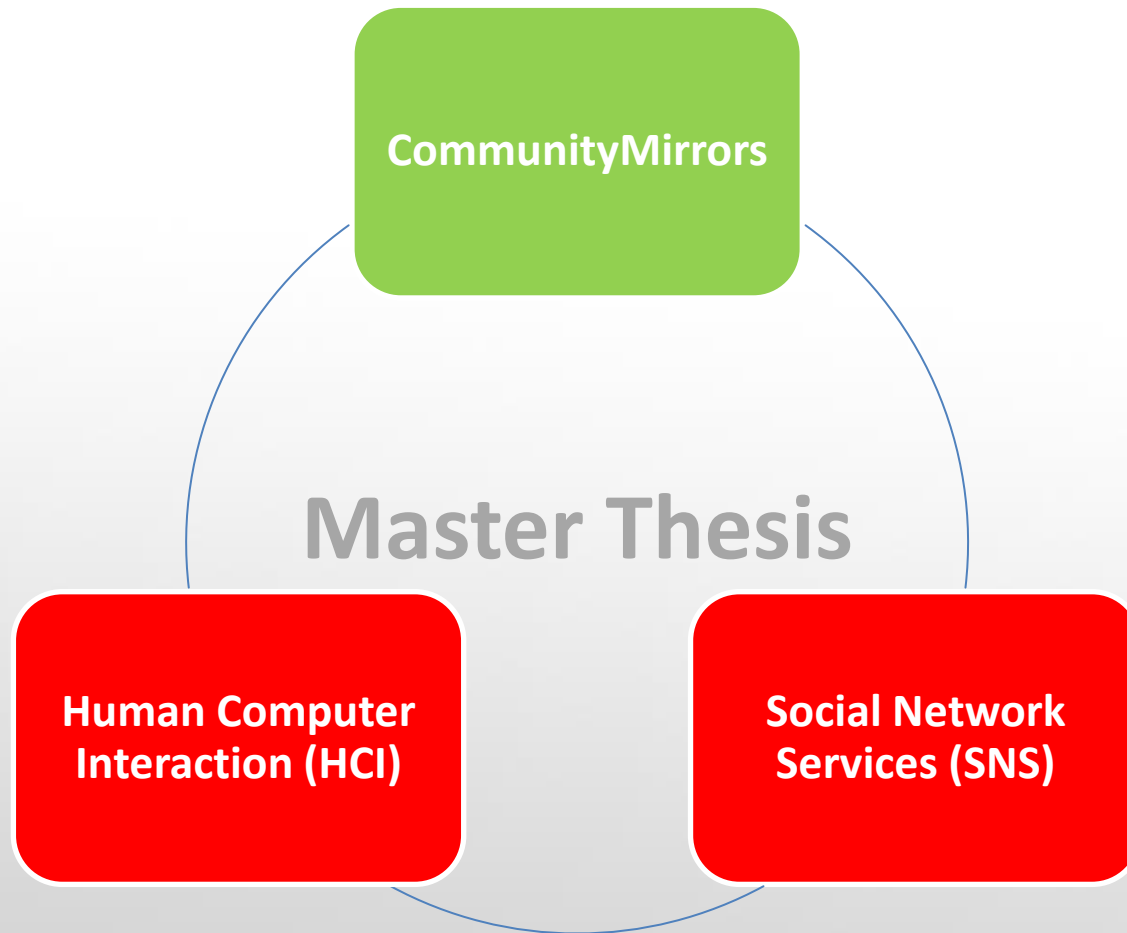 CommunityMirrors
Master Thesis
Human Computer
Interaction (HCI)
Social Network
Services (SNS)